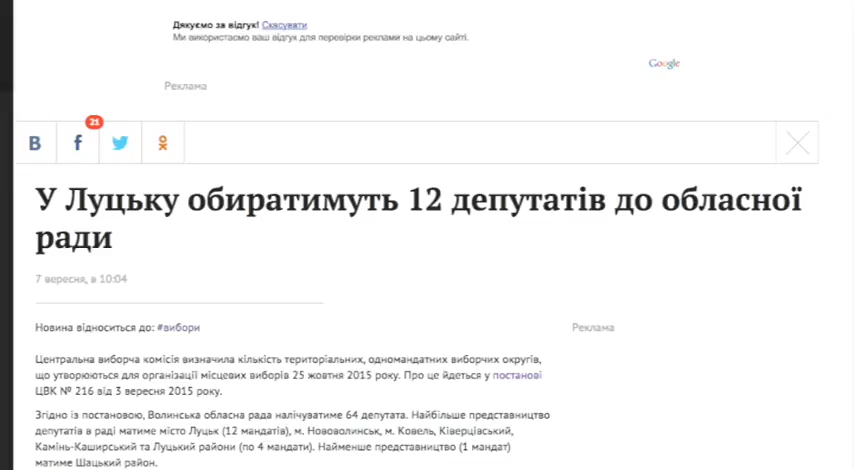 Дякуємо за відгук! Скасувати
Ми використаємо ваш відгук для перевірки реклами на цьому сайті.
Google
Реклама
21
У Луцьку обиратимуть 12 депутатів до обласної
ради
7 вересня, в 10:04
Новина відноситься до: #вибори
Реклама
Центральна виборча комісія визначила кількість територіальних, одномандатних виборчих округів,
що утворюються для організації місцевих виборів 25 жовтня 2015 року. Про це йдеться у постанові
ЦВК № 216 від 3 вересня 2015 року.
Згідно із постановою, Волинська обласна рада налічуватиме 64 депутата. Найбільше представництво
депутатів в раді матиме місто Луцьк (12 мандатів), м. Нововолинськ, м. Ковель, Ківерцівський,
Камінь-Каширський та Луцький райони (по 4 мандати). Найменше представництво (1 мандат)
матиме Шацький район.